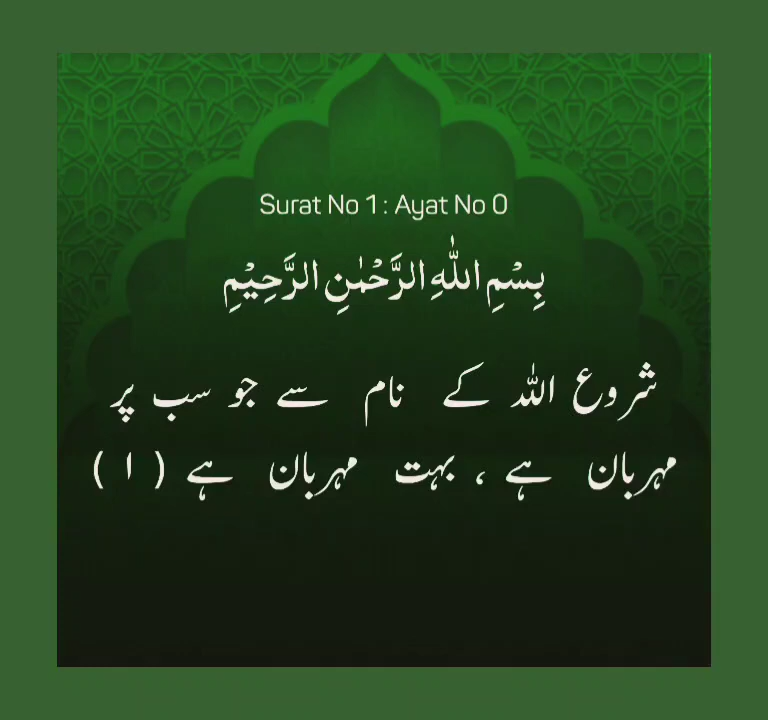 Surat No 1 : Ayat No 0
بِسْمِ اللّٰهِ الرَّحْمٰنِ الرَّحِيْمِ
شروع اللہ کے نام سے جو سب پر
مہربان ہے ، بہت مہربان ہے ( ۱ )